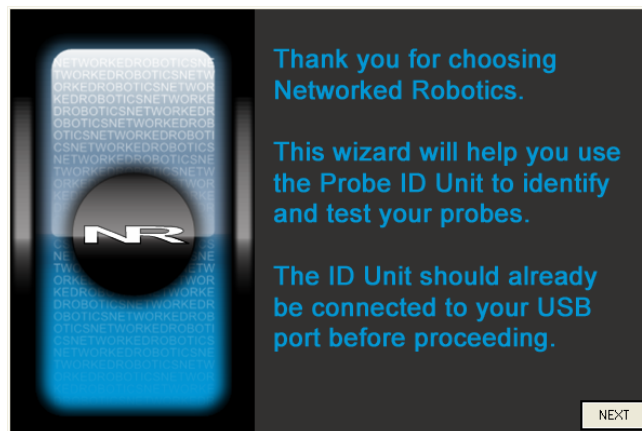 Thank you for choosing
Networked Robotics.
This wizard will help you use
the Probe ID Unit to identify
and test your probes.
The ID Unit should already
be connected to your USB
port before proceeding.
NR
NEXT